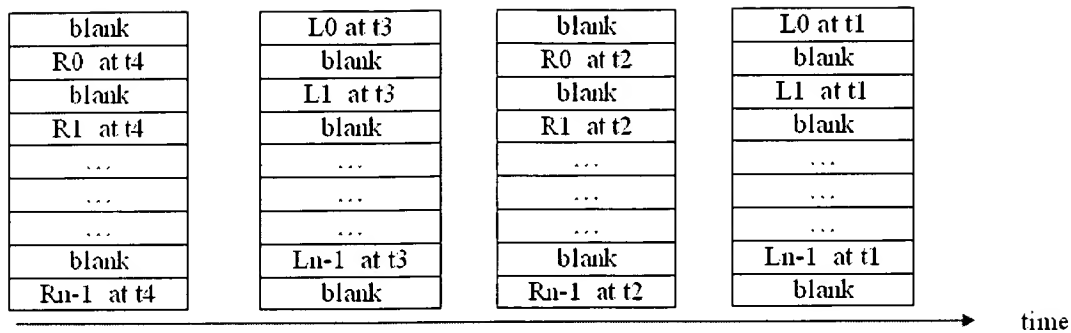 blank L0 at t3 blank L0 at t1
R0 at t4 blank R0 at t2 blank
blank L1 at t3 blank L1 at t1
R1 at t4 blank R1 at t2 blank
... ... ... ...
... ... ... ...
... ... ... ...
blank Ln-1 at t3 blank Ln-1 at t1
Rn-1 at t4 blank Rn-1 at t2 blank
time